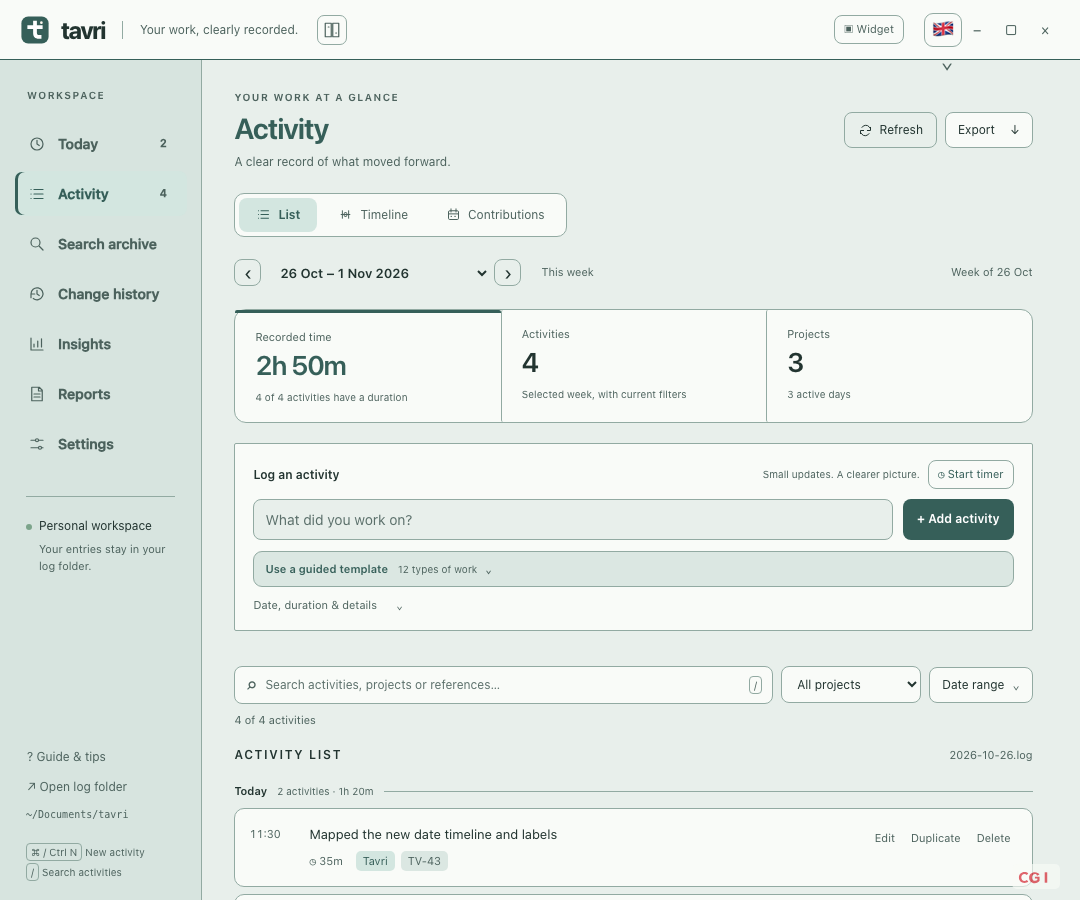 tavri
Your work, clearly recorded.
Widget
WORKSPACE
Today 2
Activity 4
Search archive
Change history
Insights
Reports
Settings
Personal workspace
Your entries stay in your
log folder.
? Guide & tips
↗ Open log folder
~/Documents/tavri
⌘ / Ctrl N New activity
/ Search activities
YOUR WORK AT A GLANCE
Activity
A clear record of what moved forward.
Refresh
Export ↓
List
Timeline
Contributions
‹ 26 Oct – 1 Nov 2026 › This week
Week of 26 Oct
Recorded time
2h 50m
4 of 4 activities have a duration
Activities
4
Selected week, with current filters
Projects
3
3 active days
Log an activity
Small updates. A clearer picture.
Start timer
What did you work on?
+ Add activity
Use a guided template 12 types of work
Date, duration & details
Search activities, projects or references... /
All projects
Date range
4 of 4 activities
ACTIVITY LIST
2026-10-26.log
Today 2 activities · 1h 20m
11:30 Mapped the new date timeline and labels
35m Tavri TV-43
Edit Duplicate Delete
CGI